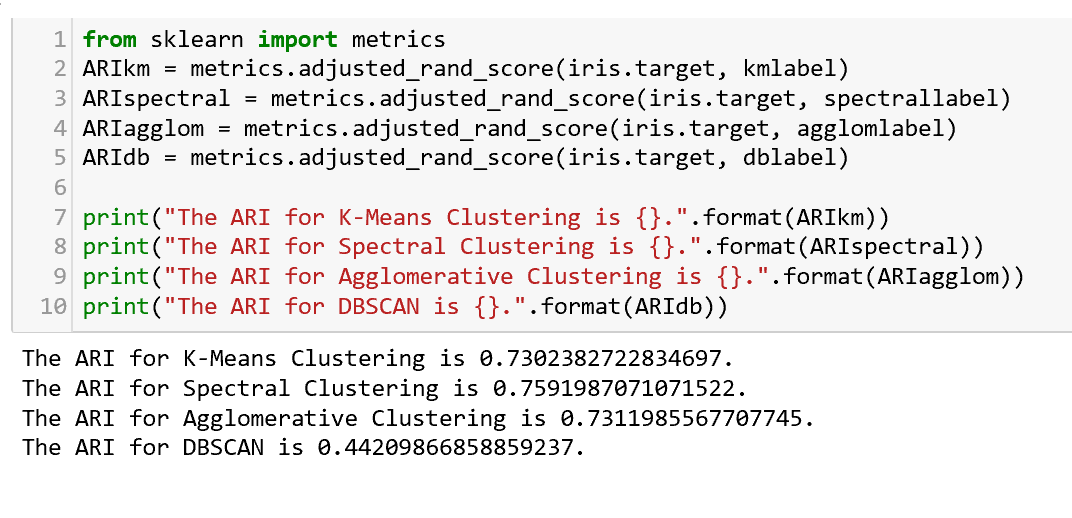 1 from sklearn import metrics
2 ARIkm = metrics.adjusted_rand_score(iris.target, kmlabel)
3 ARIspectral = metrics.adjusted_rand_score(iris.target, spectrallabel)
4 ARIagglom = metrics.adjusted_rand_score(iris.target, agglomlabel)
5 ARIdb = metrics.adjusted_rand_score(iris.target, dblabel)
6
7 print("The ARI for K-Means Clustering is {}.".format(ARIkm))
8 print("The ARI for Spectral Clustering is {}.".format(ARIspectral))
9 print("The ARI for Agglomerative Clustering is {}.".format(ARIagglom))
10 print("The ARI for DBSCAN is {}.".format(ARIdb))
The ARI for K-Means Clustering is 0.7302382722834697.
The ARI for Spectral Clustering is 0.7591987071071522.
The ARI for Agglomerative Clustering is 0.7311985567707745.
The ARI for DBSCAN is 0.44209866858859237.